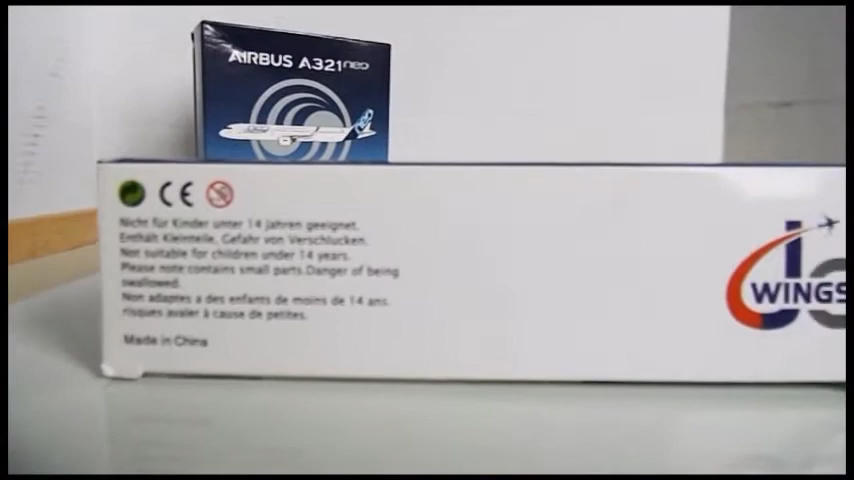 AIRBUS A321neo
CE
Nicht für Kinder unter 14 Jahren geeignet.
Enthält Kleinteile, Gefahr von Verschlucken.
Not suitable for children under 14 years.
Please note contains small parts.Danger of being
swallowed.
Non adaptes a des enfants de moins de 14 ans.
risques avaler à cause de petites.
Made in China
JC
WINGS